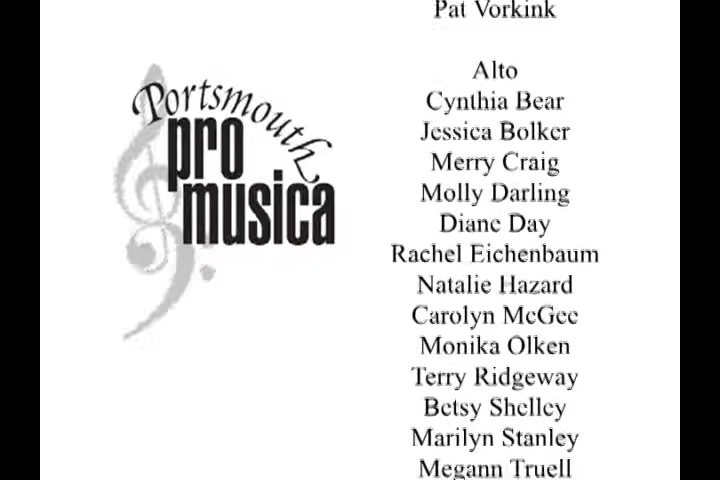 Portsmouth
pro
musica
Pat Vorkink
Alto
Cynthia Bear
Jessica Bolker
Merry Craig
Molly Darling
Diane Day
Rachel Eichenbaum
Natalie Hazard
Carolyn McGee
Monika Olken
Terry Ridgeway
Betsy Shelley
Marilyn Stanley
Megann Truell